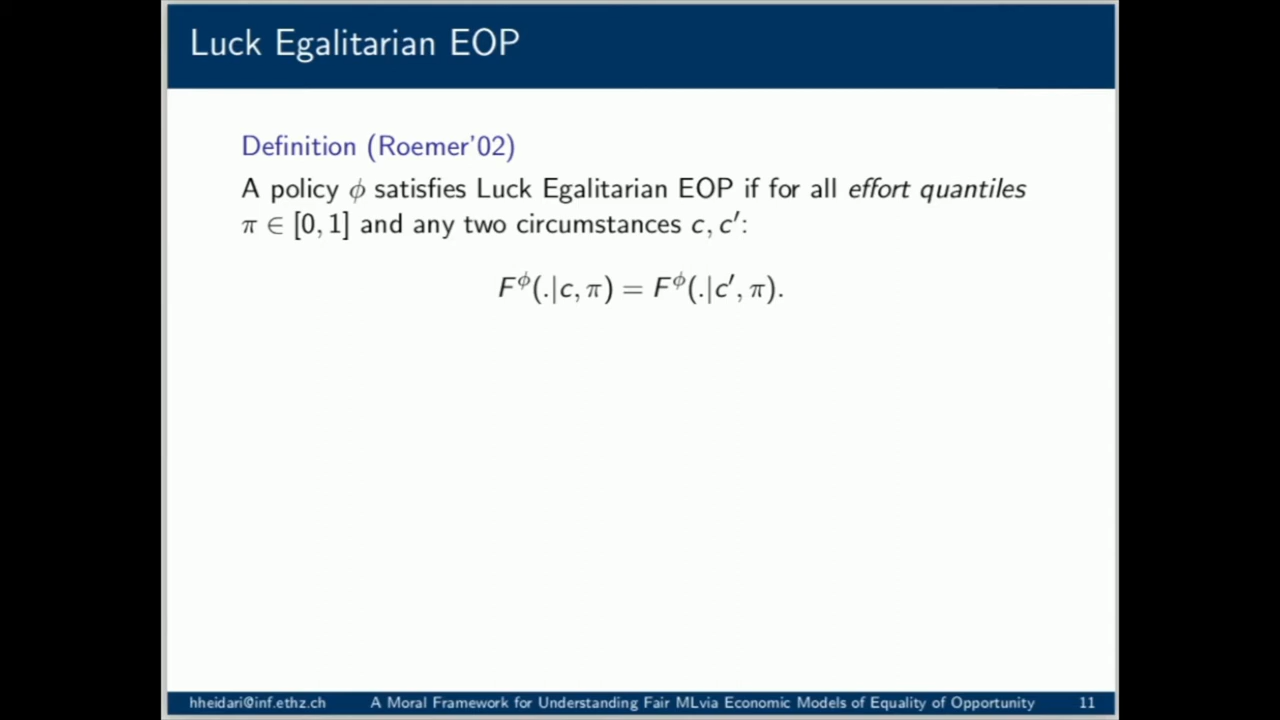 Luck Egalitarian EOP
Definition (Roemer'02)
A policy ϕ satisfies Luck Egalitarian EOP if for all effort quantiles
π ∈ [0, 1] and any two circumstances c, c′:
F^ϕ(.|c, π) = F^ϕ(.|c′, π).
hheidari@inf.ethz.ch A Moral Framework for Understanding Fair MLvia Economic Models of Equality of Opportunity 11